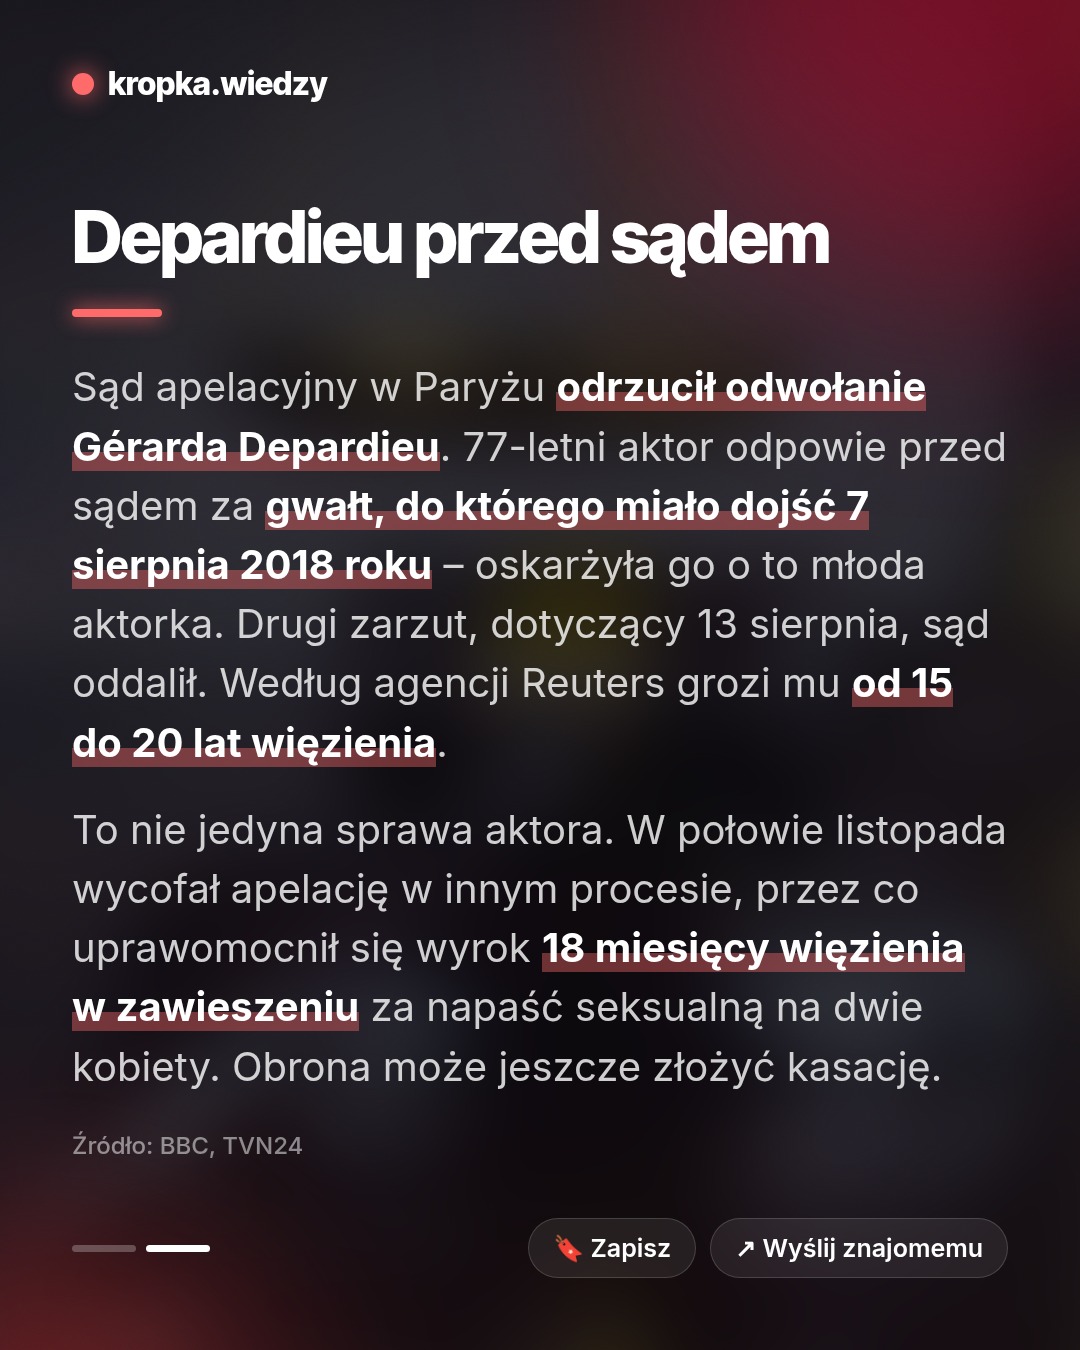 kropka.wiedzy
Depardieu przed sądem
Sąd apelacyjny w Paryżu odrzucił odwołanie
Gérarda Depardieu. 77-letni aktor odpowie przed
sądem za gwałt, do którego miało dojść 7
sierpnia 2018 roku – oskarżyła go o to młoda
aktorka. Drugi zarzut, dotyczący 13 sierpnia, sąd
oddalił. Według agencji Reuters grozi mu od 15
do 20 lat więzienia.
To nie jedyna sprawa aktora. W połowie listopada
wycofał apelację w innym procesie, przez co
uprawomocnił się wyrok 18 miesięcy więzienia
w zawieszeniu za napaść seksualną na dwie
kobiety. Obrona może jeszcze złożyć kasację.
Źródło: BBC, TVN24
🔖 Zapisz
↗ Wyślij znajomemu